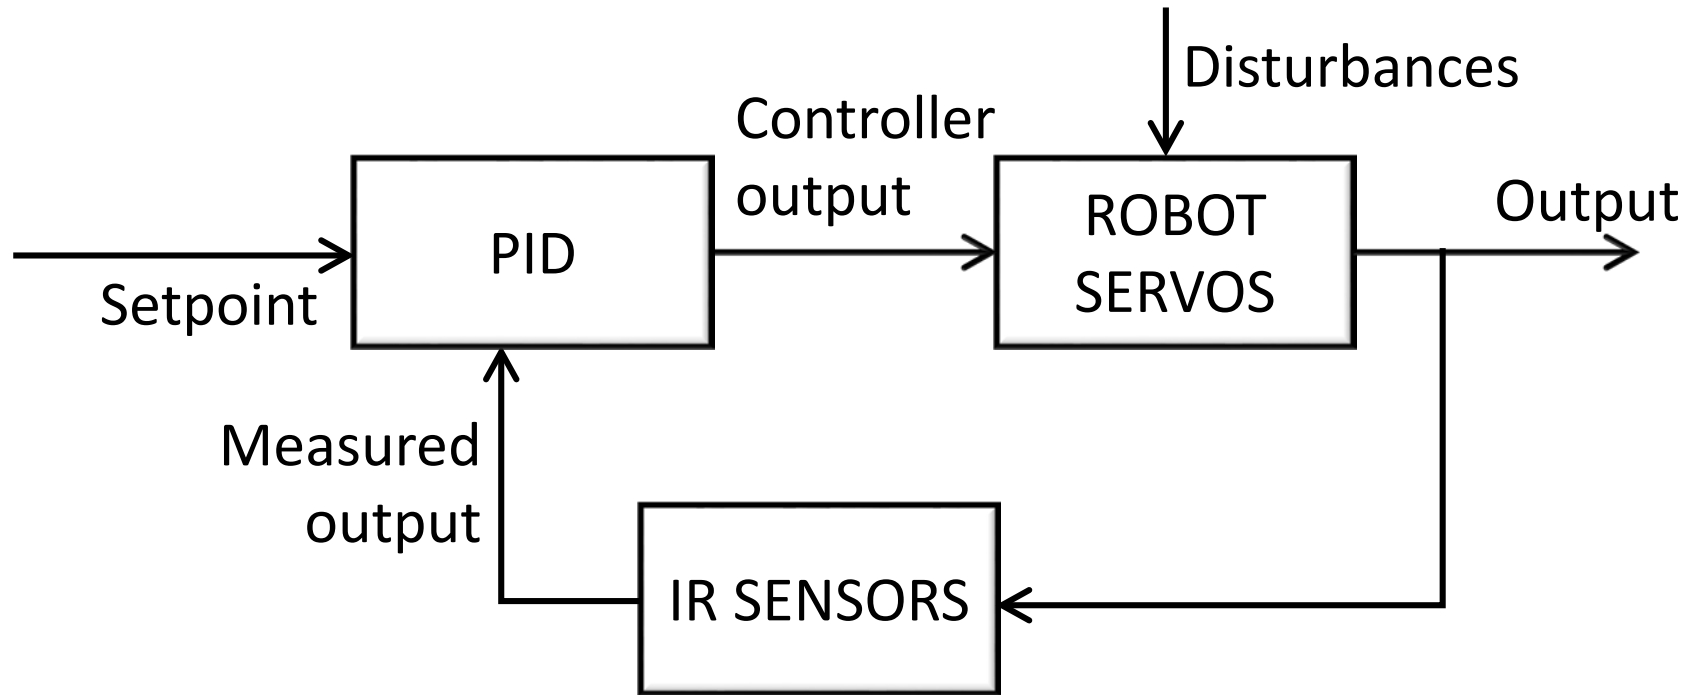 Disturbances
Controller
output
Setpoint
PID
ROBOT
SERVOS
Output
Measured
output
IR SENSORS